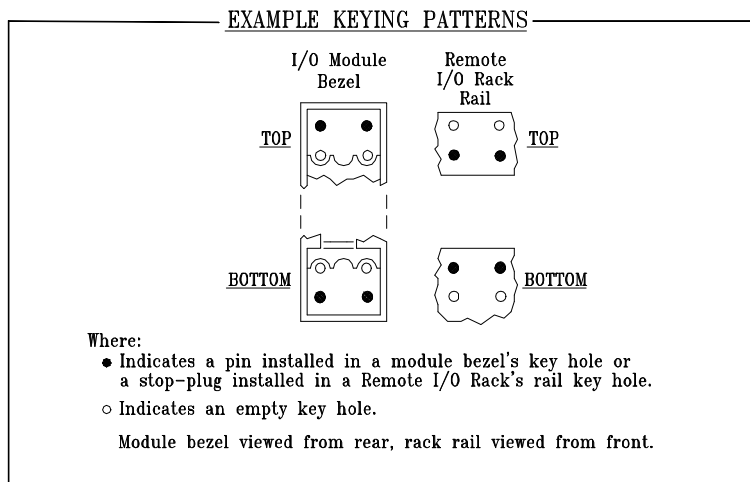 EXAMPLE KEYING PATTERNS
I/O Module
Bezel
Remote
I/O Rack
Rail
TOP
TOP
BOTTOM
BOTTOM
Where:
● Indicates a pin installed in a module bezel's key hole or
a stop-plug installed in a Remote I/O Rack's rail key hole.
○ Indicates an empty key hole.
Module bezel viewed from rear, rack rail viewed from front.